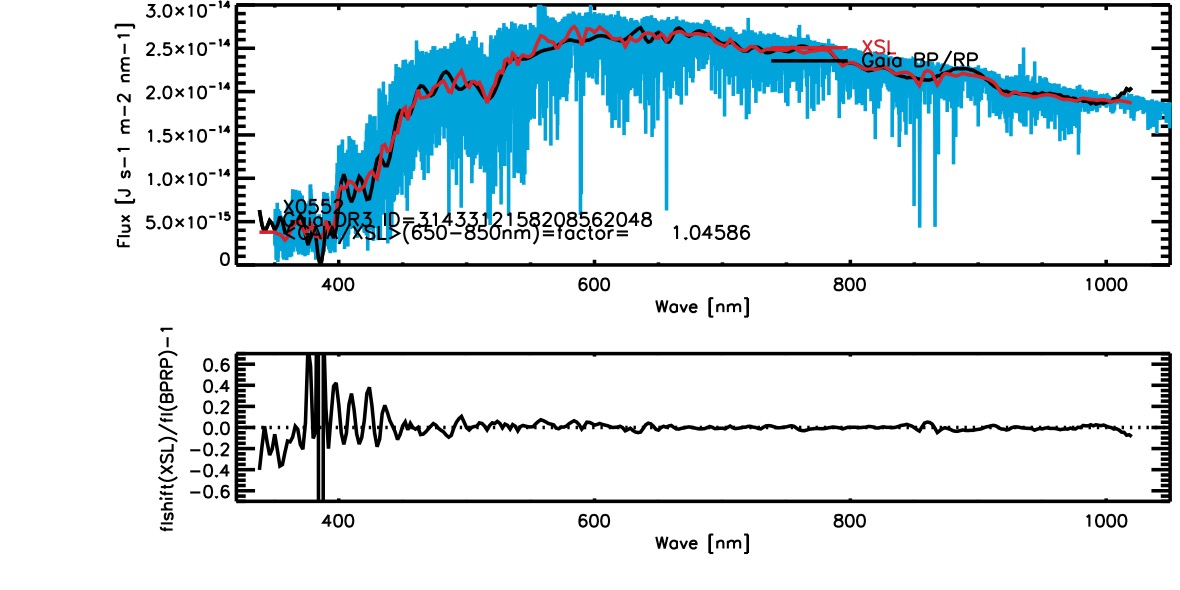 3.0×10⁻¹⁴
2.5×10⁻¹⁴
2.0×10⁻¹⁴
1.5×10⁻¹⁴
1.0×10⁻¹⁴
5.0×10⁻¹⁵
0
Flux [J s−1 m−2 nm−1]
XSL
Gaia BP/RP
X0552
Gaia DR3 ID=3143312158208562048
/XSL>(650−850nm)=factor= 1.04586
400 600 800 1000
Wave [nm]
flshift(XSL)/fl(BPRP)−1
0.6
0.4
0.2
0.0
−0.2
−0.4
−0.6
400 600 800 1000
Wave [nm]